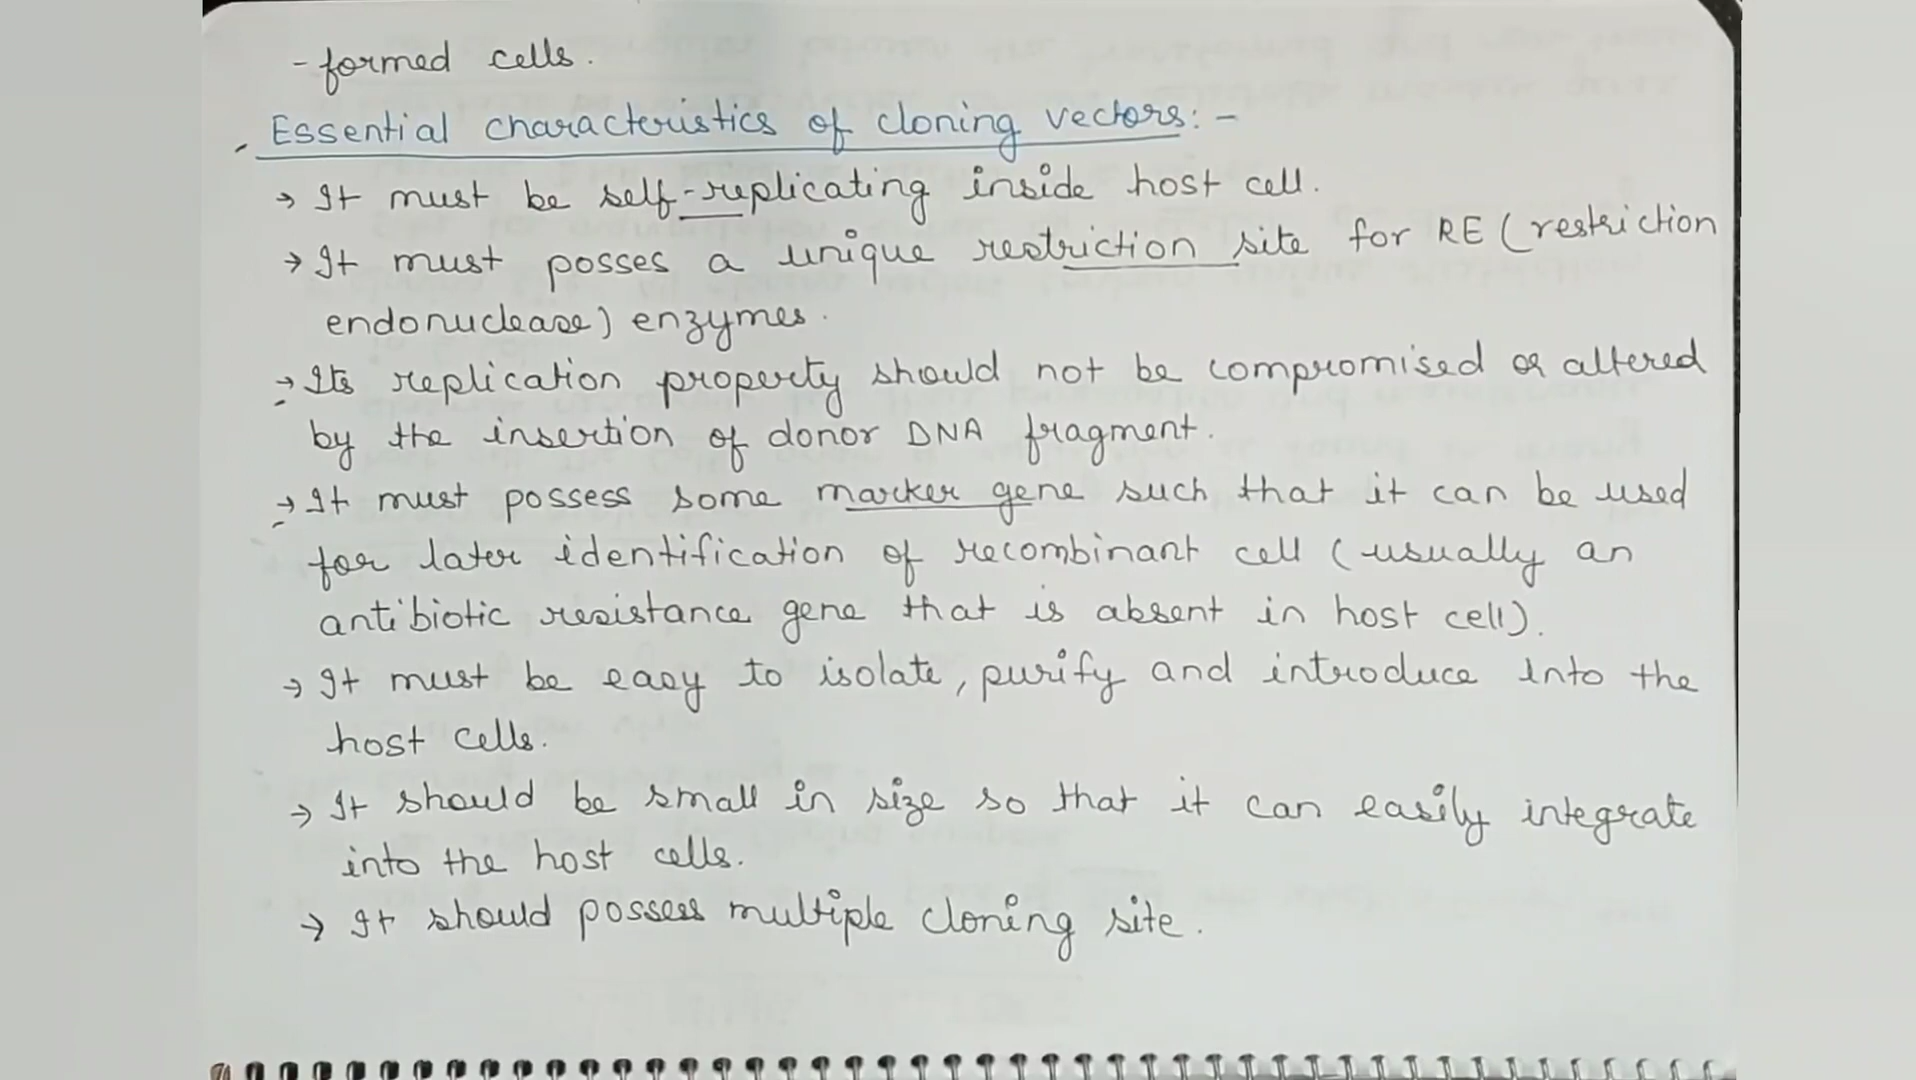 - formed cells.
Essential characteristics of cloning vectors: -
→ It must be self-replicating inside host cell.
→ It must posses a unique restriction site for RE (restriction
endonuclease) enzymes.
→ Its replication property should not be compromised or altered
by the insertion of donor DNA fragment.
→ It must possess some marker gene such that it can be used
for later identification of recombinant cell (usually an
antibiotic resistance gene that is absent in host cell).
→ It must be easy to isolate, purify and introduce into the
host cells.
→ It should be small in size so that it can easily integrate
into the host cells.
→ It should possess multiple cloning site.